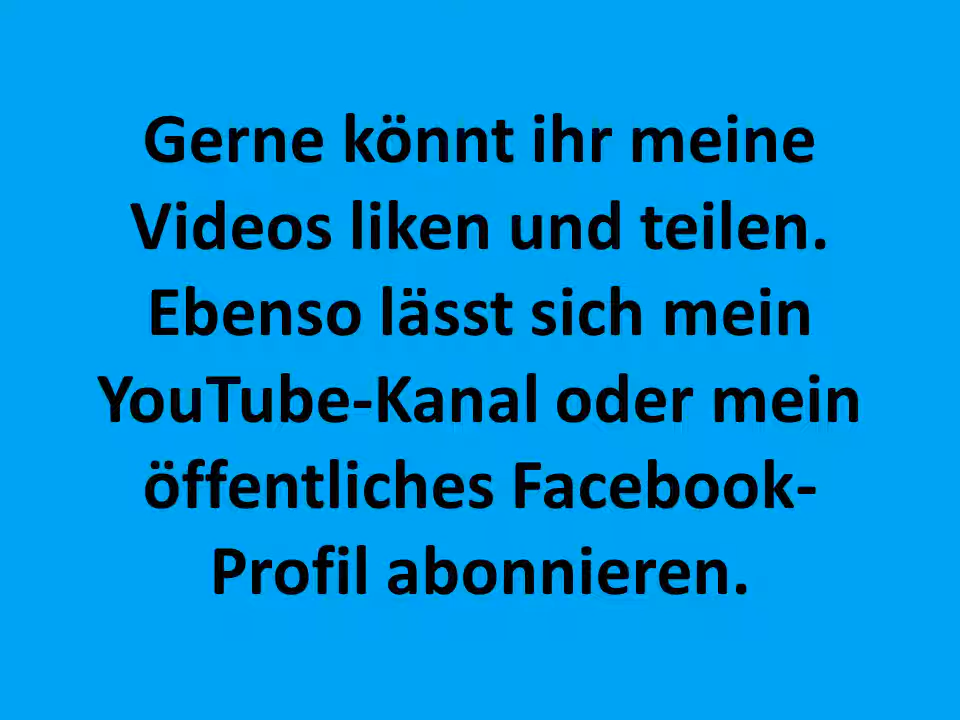 Gerne könnt ihr meine
Videos liken und teilen.
Ebenso lässt sich mein
YouTube-Kanal oder mein
öffentliches Facebook-
Profil abonnieren.